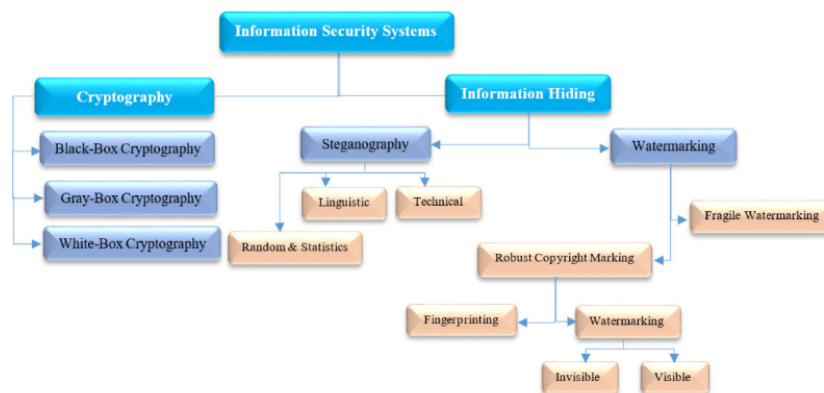 Information Security Systems
Cryptography
Information Hiding
Black-Box Cryptography
Steganography
Watermarking
Gray-Box Cryptography
Linguistic
Technical
Fragile Watermarking
White-Box Cryptography
Random & Statistics
Robust Copyright Marking
Fingerprinting
Watermarking
Invisible
Visible